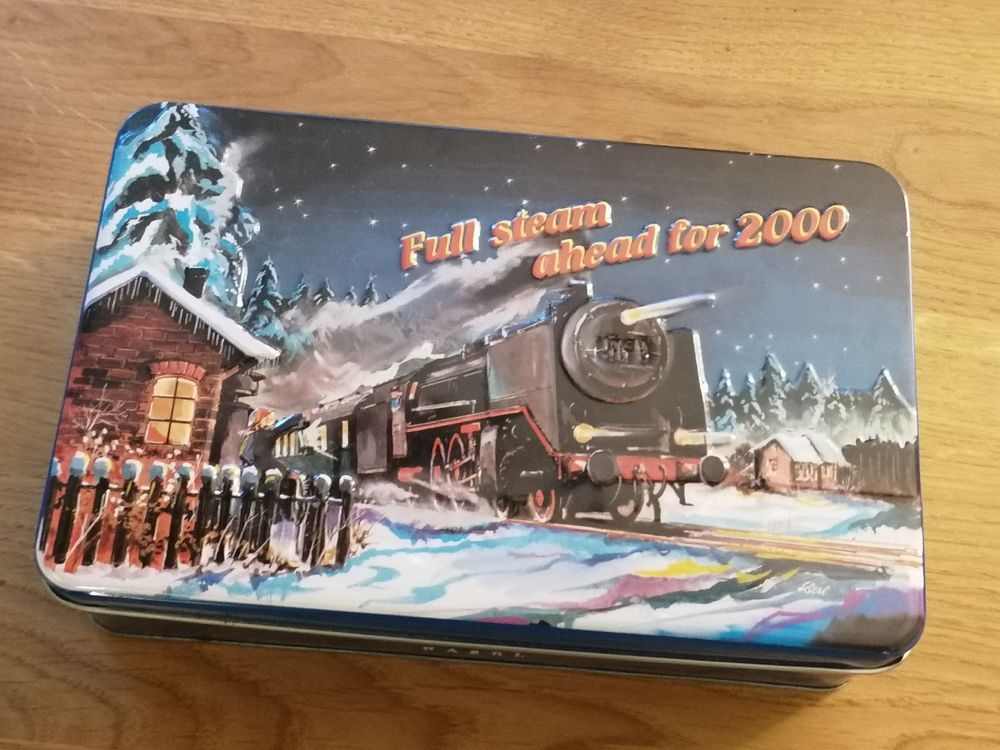 Full steam
ahead for 2000